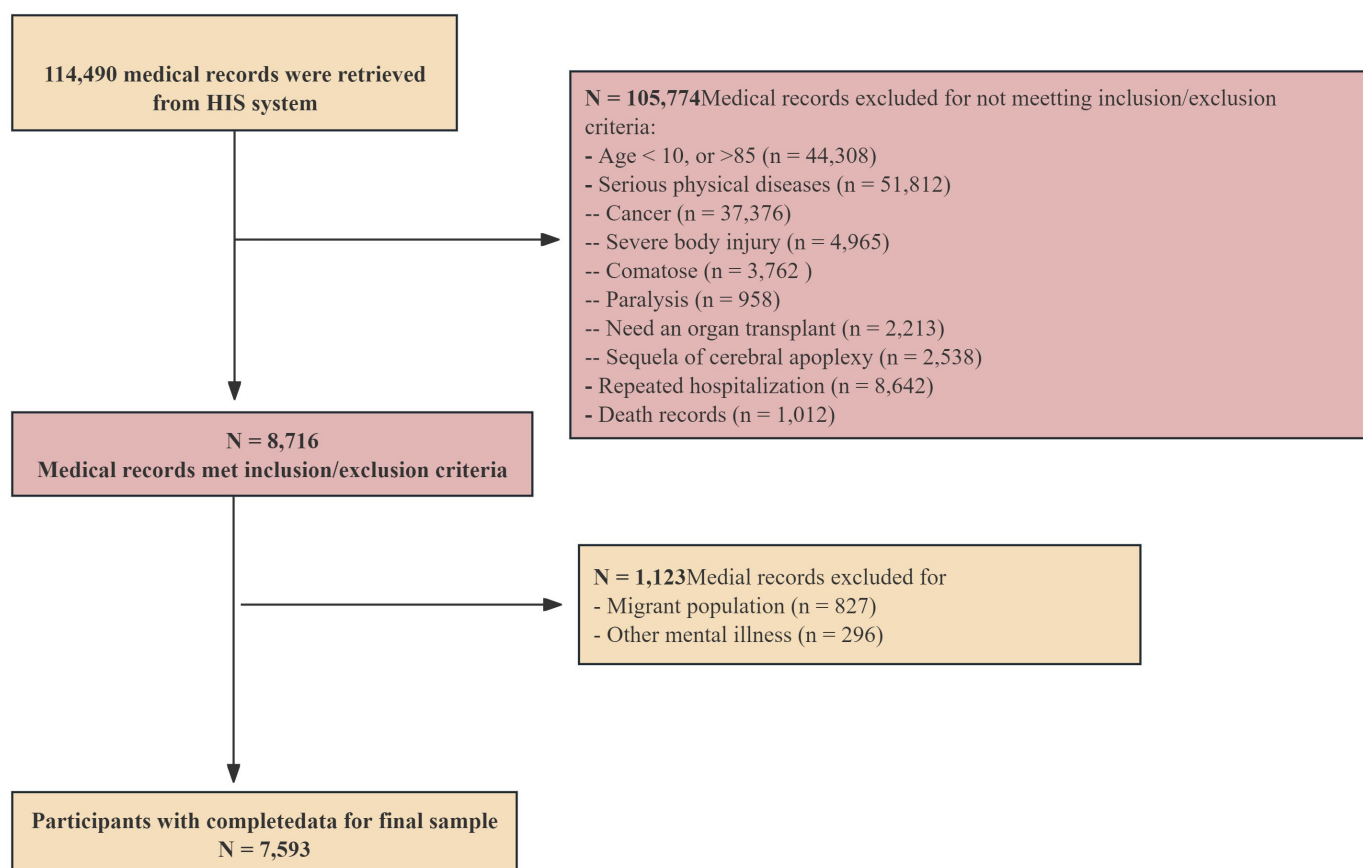 114,490 medical records were retrieved
from HIS system
N = 105,774Medical records excluded for not meetting inclusion/exclusion
criteria:
- Age < 10, or >85 (n = 44,308)
- Serious physical diseases (n = 51,812)
-- Cancer (n = 37,376)
-- Severe body injury (n = 4,965)
-- Comatose (n = 3,762 )
-- Paralysis (n = 958)
-- Need an organ transplant (n = 2,213)
-- Sequela of cerebral apoplexy (n = 2,538)
- Repeated hospitalization (n = 8,642)
- Death records (n = 1,012)
N = 8,716
Medical records met inclusion/exclusion criteria
N = 1,123Medial records excluded for
- Migrant population (n = 827)
- Other mental illness (n = 296)
Participants with completedata for final sample
N = 7,593